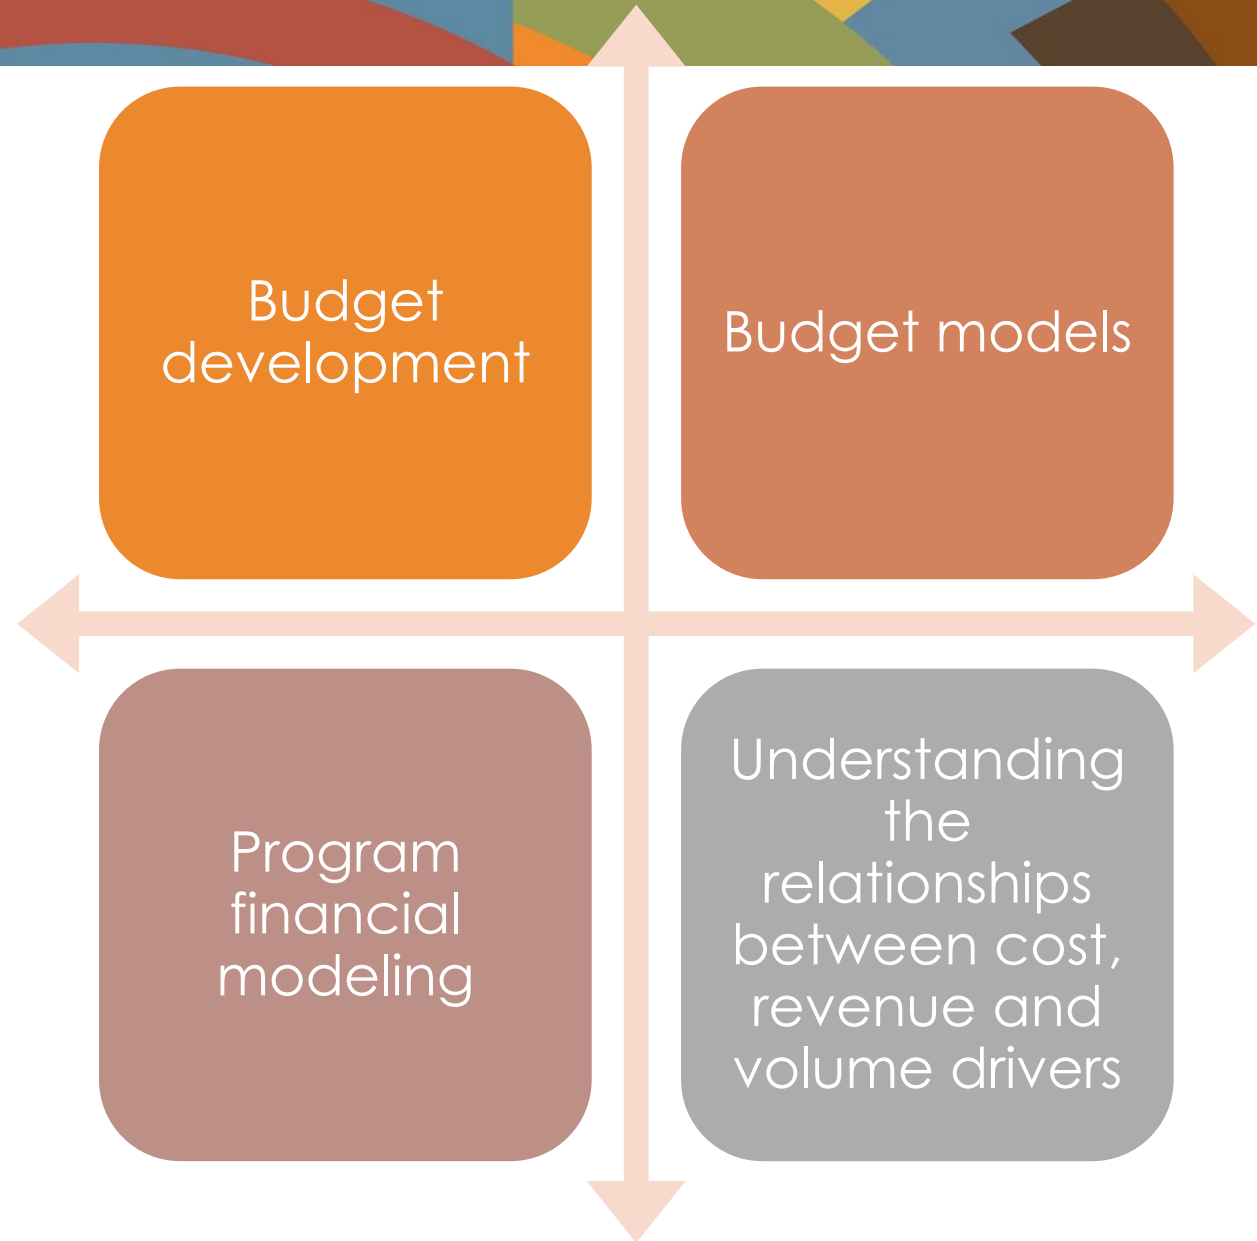 Budget
development
Budget models
Program
financial
modeling
Understanding
the
relationships
between cost,
revenue and
volume drivers